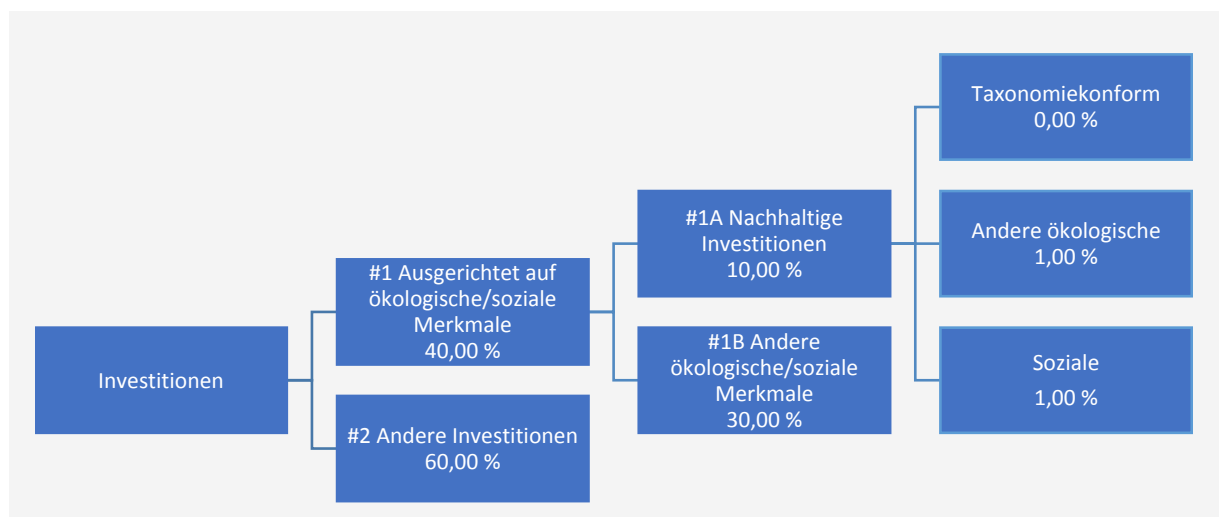 Investitionen
#1 Ausgerichtet auf
ökologische/soziale
Merkmale
40,00 %
#2 Andere Investitionen
60,00 %
#1A Nachhaltige
Investitionen
10,00 %
#1B Andere
ökologische/soziale
Merkmale
30,00 %
Taxonomiekonform
0,00 %
Andere ökologische
1,00 %
Soziale
1,00 %